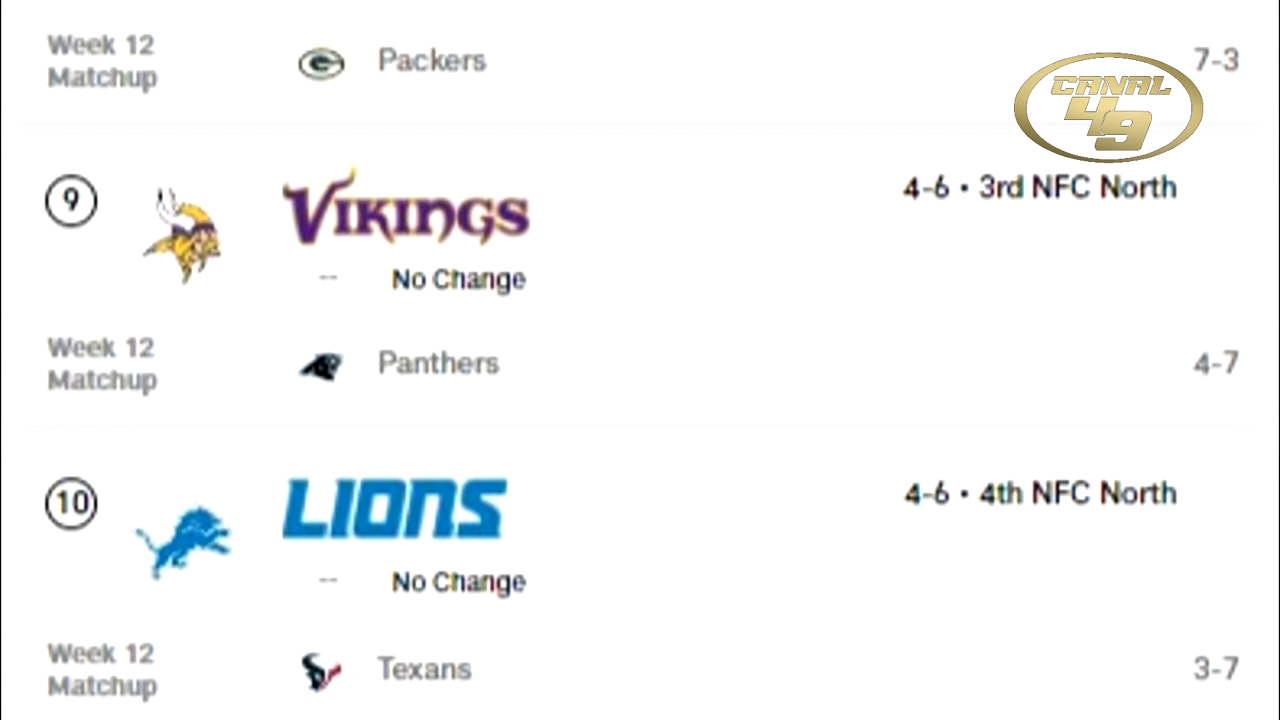 Week 12
Matchup
Packers
7-3
CANAL
49
9
VIKINGS
4-6 • 3rd NFC North
-- No Change
Week 12
Matchup
Panthers
4-7
10
LIONS
4-6 • 4th NFC North
-- No Change
Week 12
Matchup
Texans
3-7